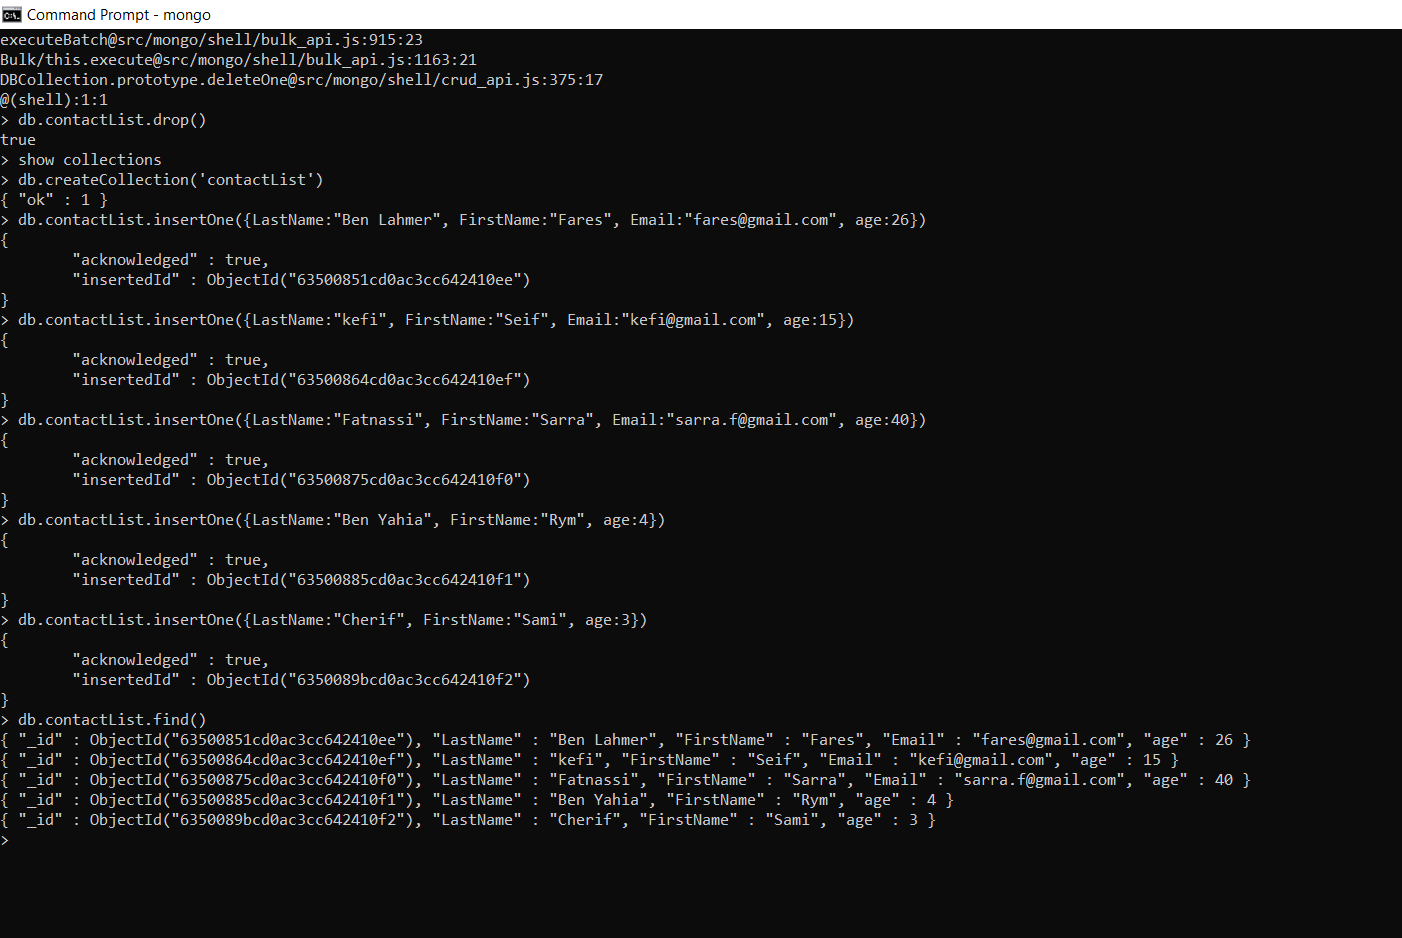 Command Prompt - mongo
executeBatch@src/mongo/shell/bulk_api.js:915:23
Bulk/this.execute@src/mongo/shell/bulk_api.js:1163:21
DBCollection.prototype.deleteOne@src/mongo/shell/crud_api.js:375:17
@(shell):1:1
> db.contactList.drop()
true
> show collections
> db.createCollection('contactList')
{ "ok" : 1 }
> db.contactList.insertOne({LastName:"Ben Lahmer", FirstName:"Fares", Email:"fares@gmail.com", age:26})
{
        "acknowledged" : true,
        "insertedId" : ObjectId("63500851cd0ac3cc642410ee")
}
> db.contactList.insertOne({LastName:"kefi", FirstName:"Seif", Email:"kefi@gmail.com", age:15})
{
        "acknowledged" : true,
        "insertedId" : ObjectId("63500864cd0ac3cc642410ef")
}
> db.contactList.insertOne({LastName:"Fatnassi", FirstName:"Sarra", Email:"sarra.f@gmail.com", age:40})
{
        "acknowledged" : true,
        "insertedId" : ObjectId("63500875cd0ac3cc642410f0")
}
> db.contactList.insertOne({LastName:"Ben Yahia", FirstName:"Rym", age:4})
{
        "acknowledged" : true,
        "insertedId" : ObjectId("63500885cd0ac3cc642410f1")
}
> db.contactList.insertOne({LastName:"Cherif", FirstName:"Sami", age:3})
{
        "acknowledged" : true,
        "insertedId" : ObjectId("6350089bcd0ac3cc642410f2")
}
> db.contactList.find()
{ "_id" : ObjectId("63500851cd0ac3cc642410ee"), "LastName" : "Ben Lahmer", "FirstName" : "Fares", "Email" : "fares@gmail.com", "age" : 26 }
{ "_id" : ObjectId("63500864cd0ac3cc642410ef"), "LastName" : "kefi", "FirstName" : "Seif", "Email" : "kefi@gmail.com", "age" : 15 }
{ "_id" : ObjectId("63500875cd0ac3cc642410f0"), "LastName" : "Fatnassi", "FirstName" : "Sarra", "Email" : "sarra.f@gmail.com", "age" : 40 }
{ "_id" : ObjectId("63500885cd0ac3cc642410f1"), "LastName" : "Ben Yahia", "FirstName" : "Rym", "age" : 4 }
{ "_id" : ObjectId("6350089bcd0ac3cc642410f2"), "LastName" : "Cherif", "FirstName" : "Sami", "age" : 3 }
>